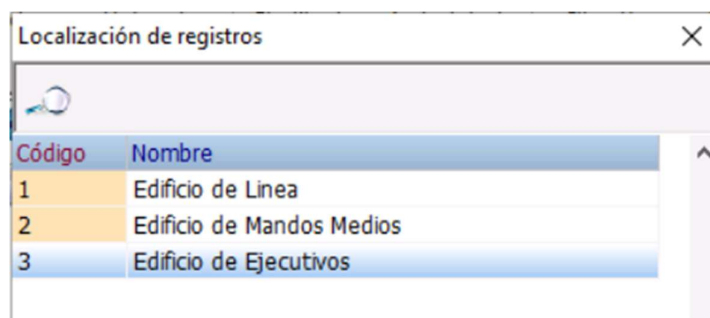 Localización de registros
Código Nombre
1 Edificio de Linea
2 Edificio de Mandos Medios
3 Edificio de Ejecutivos